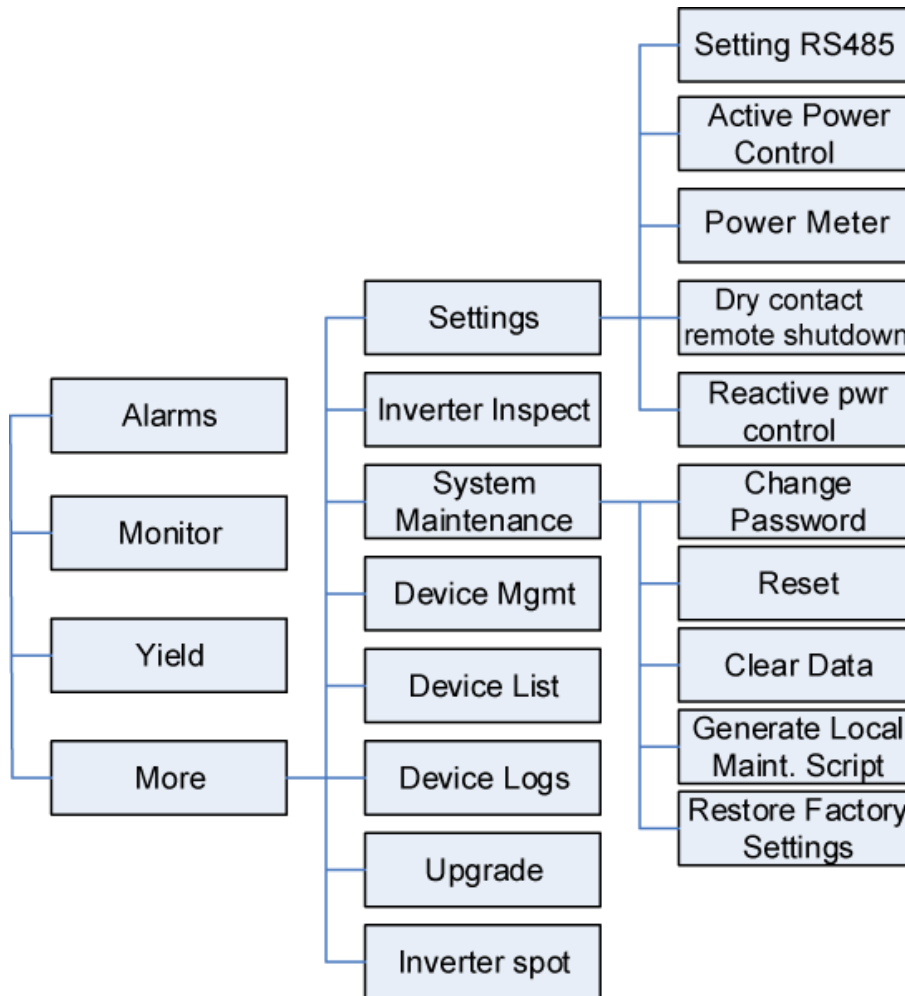 Alarms
Monitor
Yield
More
Settings
Inverter Inspect
System
Maintenance
Device Mgmt
Device List
Device Logs
Upgrade
Inverter spot
Setting RS485
Active Power
Control
Power Meter
Dry contact
remote shutdown
Reactive pwr
control
Change
Password
Reset
Clear Data
Generate Local
Maint. Script
Restore Factory
Settings